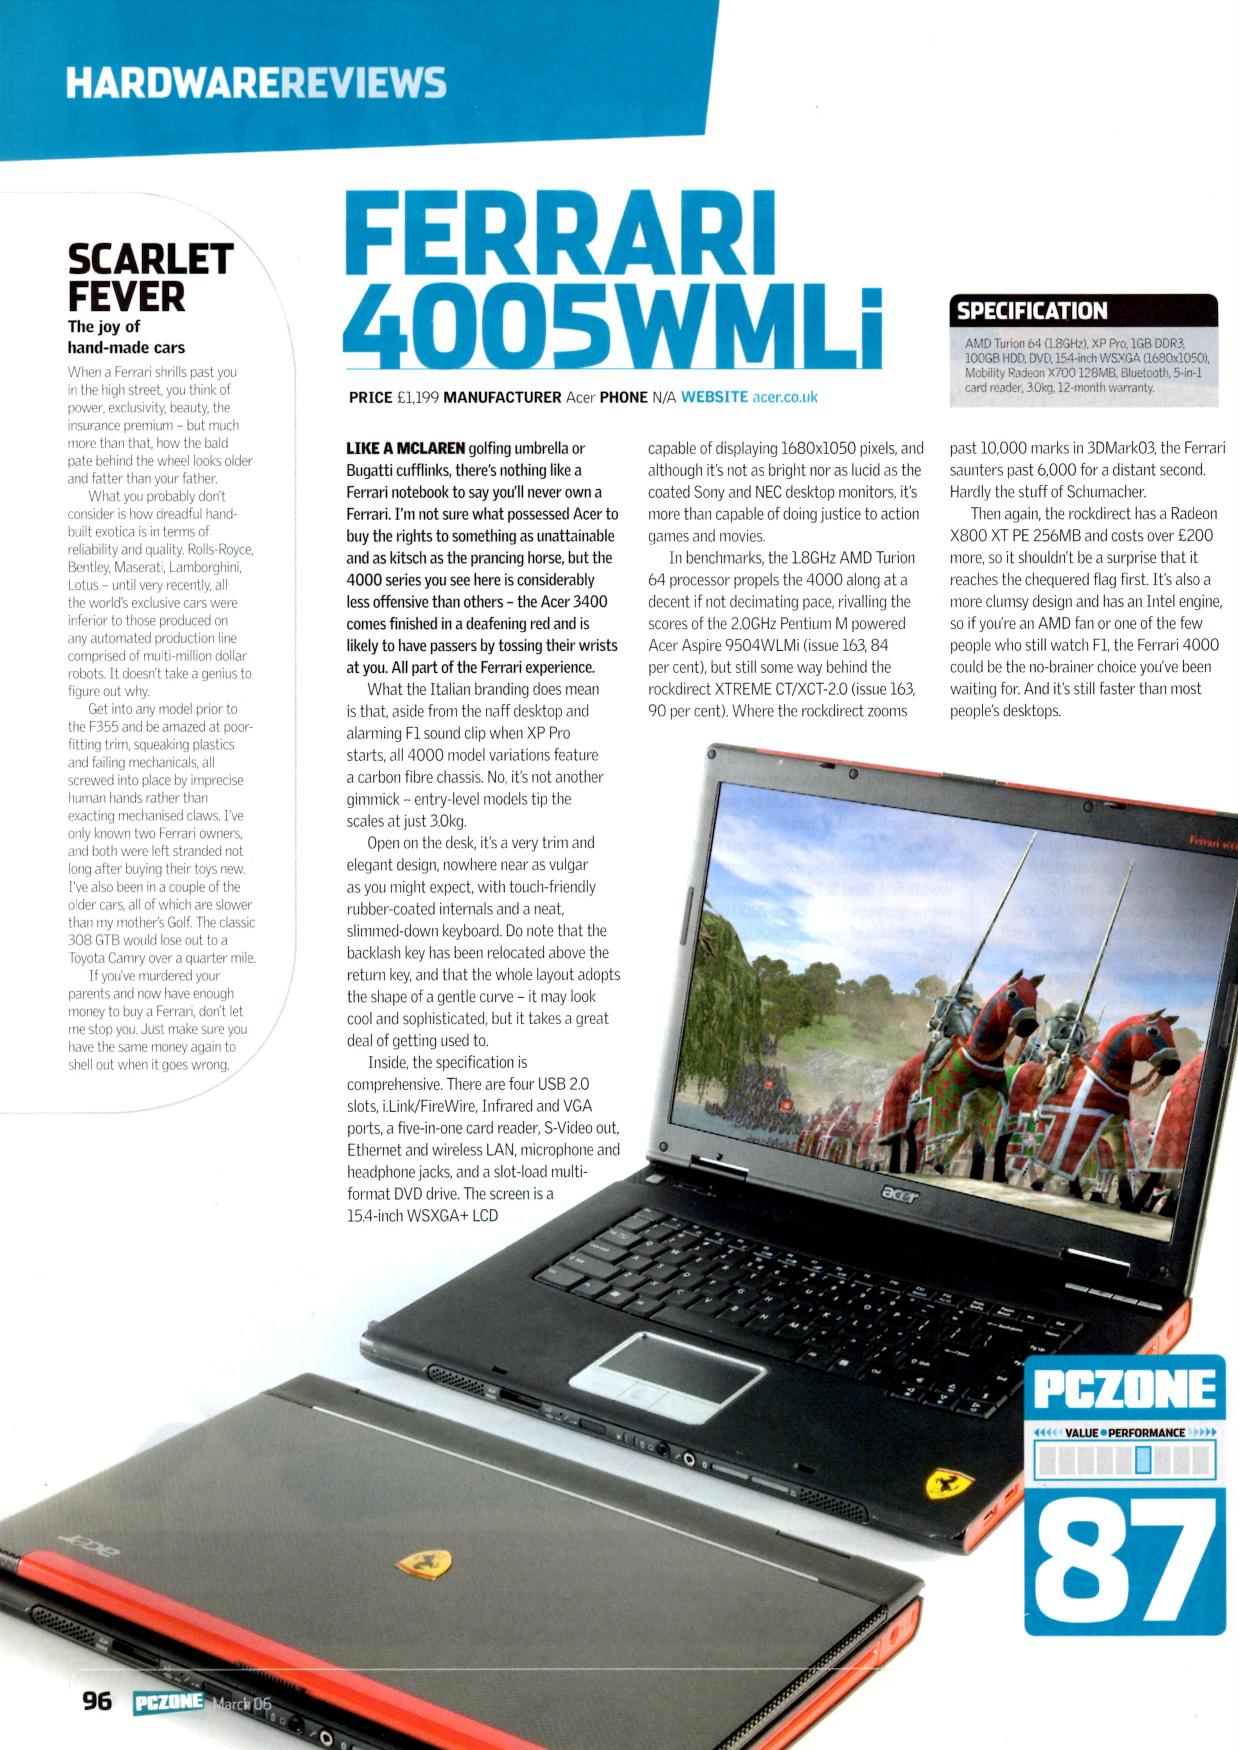 HARDWAREREVIEWS
SCARLET
FEVER
The joy of
hand-made cars
When a Ferrari shrills past you
in the high street, you think of
power, exclusivity, beauty, the
insurance premium – but much
more than that, how the bald
pate behind the wheel looks older
and fatter than your father.
What you probably don't
consider is how dreadful hand-
built exotica is in terms of
reliability and quality. Rolls-Royce,
Bentley, Maserati, Lamborghini,
Lotus – until very recently, all
the world's exclusive cars were
inferior to those produced on
any automated production line
comprised of multi-million dollar
robots. It doesn't take a genius to
figure out why.
Get into any model prior to
the F355 and be amazed at poor-
fitting trim, squeaking plastics
and failing mechanicals, all
screwed into place by imprecise
human hands rather than
exacting mechanised claws. I've
only known two Ferrari owners,
and both were left stranded not
long after buying their toys new.
I've also been in a couple of the
older cars, all of which are slower
than my mother's Golf. The classic
308 GTB would lose out to a
Toyota Camry over a quarter mile.
If you've murdered your
parents and now have enough
money to buy a Ferrari, don't let
me stop you. Just make sure you
have the same money again to
shell out when it goes wrong.
FERRARI
4005WMLi
PRICE £1,199 MANUFACTURER Acer PHONE N/A WEBSITE acer.co.uk
LIKE A MCLAREN golfing umbrella or
Bugatti cufflinks, there's nothing like a
Ferrari notebook to say you'll never own a
Ferrari. I'm not sure what possessed Acer to
buy the rights to something as unattainable
and as kitsch as the prancing horse, but the
4000 series you see here is considerably
less offensive than others – the Acer 3400
comes finished in a deafening red and is
likely to have passers by tossing their wrists
at you. All part of the Ferrari experience.
What the Italian branding does mean
is that, aside from the naff desktop and
alarming F1 sound clip when XP Pro
starts, all 4000 model variations feature
a carbon fibre chassis. No, it's not another
gimmick – entry-level models tip the
scales at just 3.0kg.
Open on the desk, it's a very trim and
elegant design, nowhere near as vulgar
as you might expect, with touch-friendly
rubber-coated internals and a neat,
slimmed-down keyboard. Do note that the
backlash key has been relocated above the
return key, and that the whole layout adopts
the shape of a gentle curve – it may look
cool and sophisticated, but it takes a great
deal of getting used to.
Inside, the specification is
comprehensive. There are four USB 2.0
slots, i.Link/FireWire, Infrared and VGA
ports, a five-in-one card reader, S-Video out,
Ethernet and wireless LAN, microphone and
headphone jacks, and a slot-load multi-
format DVD drive. The screen is a
15.4-inch WSXGA+ LCD
capable of displaying 1680x1050 pixels, and
although it's not as bright nor as lucid as the
coated Sony and NEC desktop monitors, it's
more than capable of doing justice to action
games and movies.
In benchmarks, the 1.8GHz AMD Turion
64 processor propels the 4000 along at a
decent if not decimating pace, rivalling the
scores of the 2.0GHz Pentium M powered
Acer Aspire 9504WLMi (issue 163, 84
per cent), but still some way behind the
rockdirect XTREME CT/XCT-2.0 (issue 163,
90 per cent). Where the rockdirect zooms
SPECIFICATION
AMD Turion 64 (1.8GHz), XP Pro, 1GB DDR3,
100GB HDD, DVD, 15.4-inch WSXGA (1680x1050),
Mobility Radeon X700 128MB, Bluetooth, 5-in-1
card reader, 3.0kg, 12-month warranty.
past 10,000 marks in 3DMark03, the Ferrari
saunters past 6,000 for a distant second.
Hardly the stuff of Schumacher.
Then again, the rockdirect has a Radeon
X800 XT PE 256MB and costs over £200
more, so it shouldn't be a surprise that it
reaches the chequered flag first. It's also a
more clumsy design and has an Intel engine,
so if you're an AMD fan or one of the few
people who still watch F1, the Ferrari 4000
could be the no-brainer choice you've been
waiting for. And it's still faster than most
people's desktops.
Ferrari 400
acer
acer
PCZONE
VALUE PERFORMANCE
87
96 PCZONE March 06